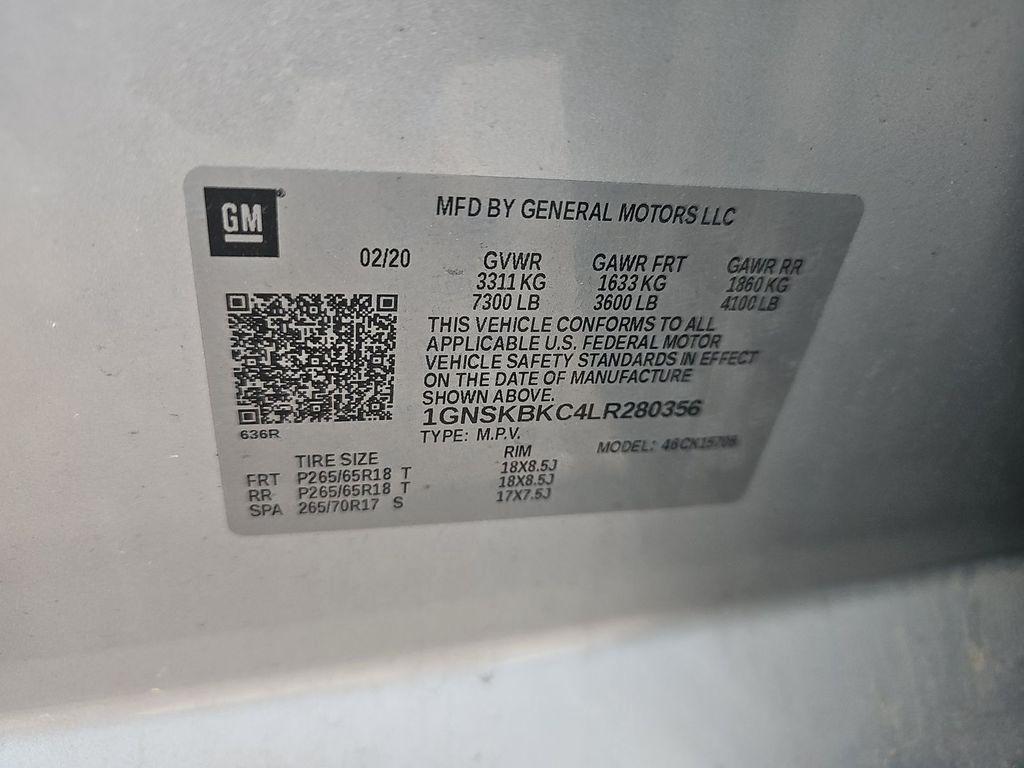 GM®
MFD BY GENERAL MOTORS LLC
02/20 GVWR GAWR FRT GAWR RR
3311 KG 1633 KG 1860 KG
7300 LB 3600 LB 4100 LB
THIS VEHICLE CONFORMS TO ALL
APPLICABLE U.S. FEDERAL MOTOR
VEHICLE SAFETY STANDARDS IN EFFECT
ON THE DATE OF MANUFACTURE
SHOWN ABOVE.
1GNSKBKC4LR280356
636R
TYPE: M.P.V. MODEL:
TIRE SIZE RIM
FRT P265/65R18 T 18X8.5J
RR P265/65R18 T 18X8.5J
SPA 265/70R17 S 17X7.5J